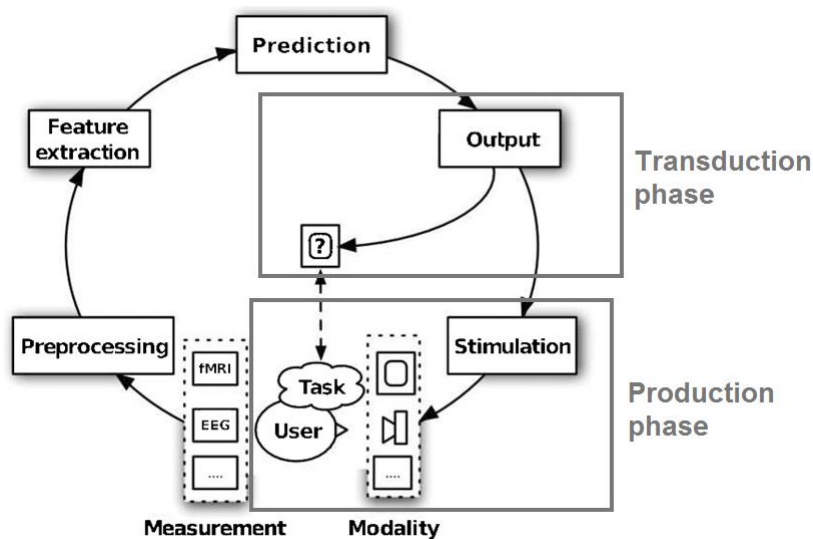 Prediction
Feature
extraction
Output
Transduction
phase
?
Preprocessing
fMRI
EEG
....
Task
User
....
Stimulation
Production
phase
Measurement
Modality